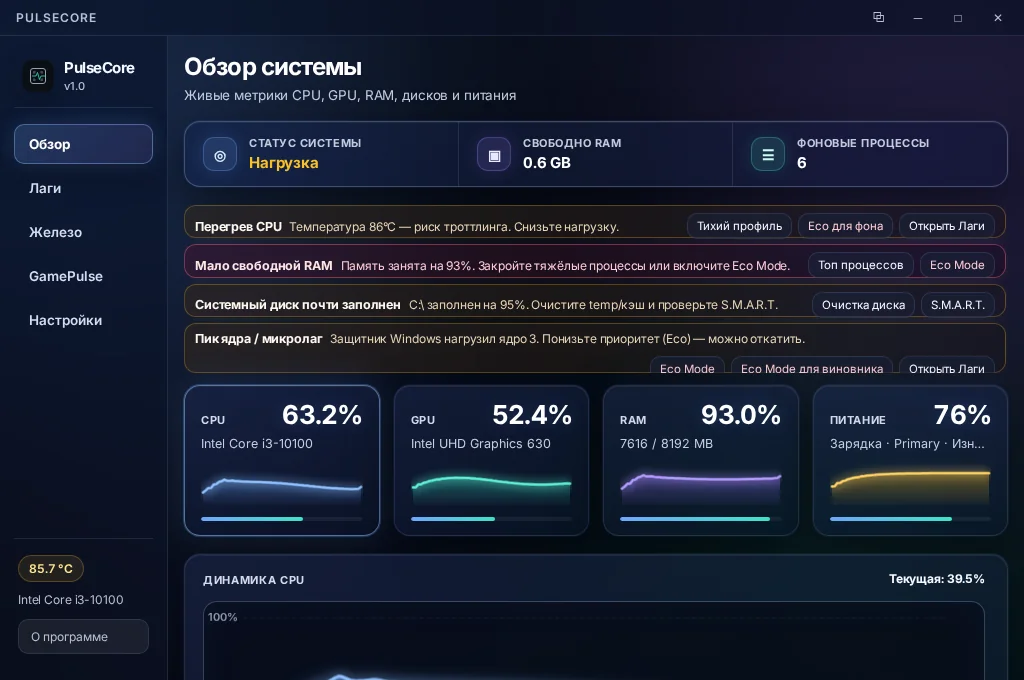 PULSECORE
PulseCore
v1.0
Обзор
Лаги
Железо
GamePulse
Настройки
85.7 °C
Intel Core i3-10100
О программе
Обзор системы
Живые метрики CPU, GPU, RAM, дисков и питания
СТАТУС СИСТЕМЫ
Нагрузка
СВОБОДНО RAM
0.6 GB
ФОНОВЫЕ ПРОЦЕССЫ
6
Перегрев CPU Температура 86°C — риск троттлинга. Снизьте нагрузку. Тихий профиль Eco для фона Открыть Лаги
Мало свободной RAM Память занята на 93%. Закройте тяжёлые процессы или включите Eco Mode. Топ процессов Eco Mode
Системный диск почти заполнен C:\ заполнен на 95%. Очистите temp/кэш и проверьте S.M.A.R.T. Очистка диска S.M.A.R.T.
Пик ядра / микролаг Защитник Windows нагрузил ядро 3. Понизьте приоритет (Eco) — можно откатить.
Eco Mode Eco Mode для виновника Открыть Лаги
CPU 63.2%
Intel Core i3-10100
GPU 52.4%
Intel UHD Graphics 630
RAM 93.0%
7616 / 8192 MB
ПИТАНИЕ 76%
Зарядка · Primary · Изн...
ДИНАМИКА CPU
Текущая: 39.5%
100%